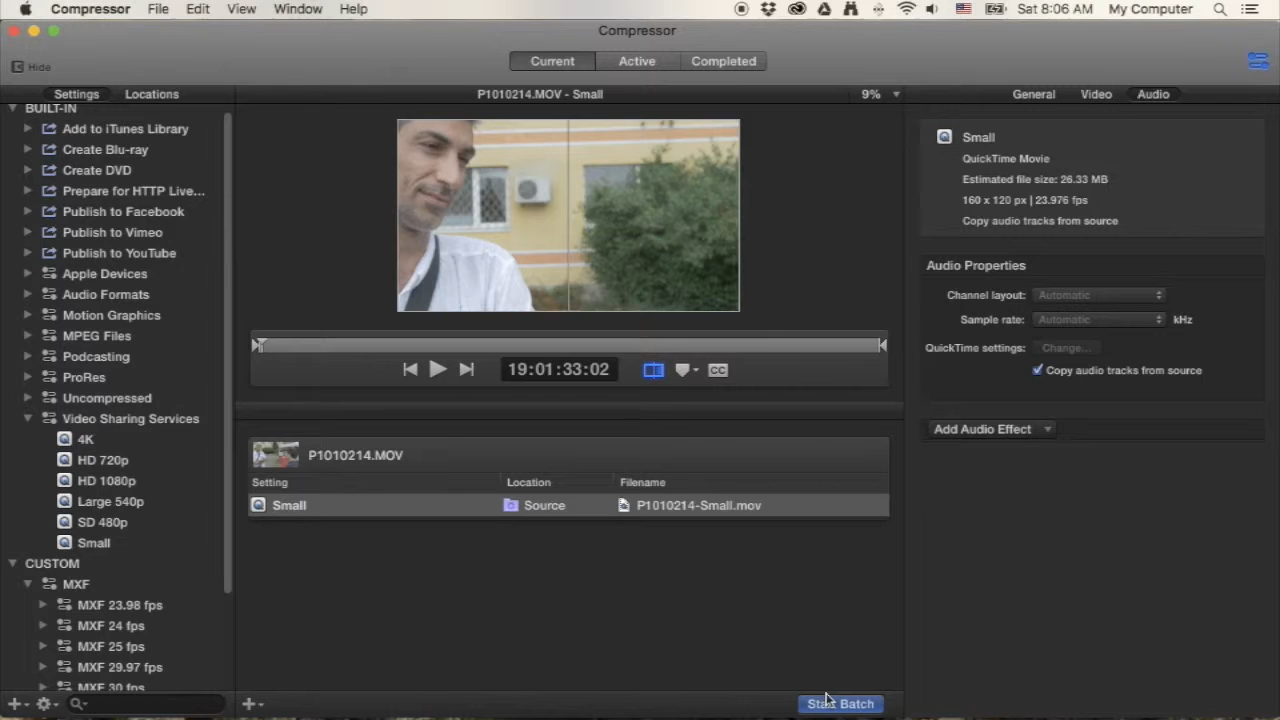 Compressor File Edit View Window Help Sat 8:06 AM My Computer
Compressor
Hide Current Active Completed
Settings Locations P1010214.MOV - Small 9% General Video Audio
BUILT-IN
Add to iTunes Library
Create Blu-ray
Create DVD
Prepare for HTTP Live...
Publish to Facebook
Publish to Vimeo
Publish to YouTube
Apple Devices
Audio Formats
Motion Graphics
MPEG Files
Podcasting
ProRes
Uncompressed
Video Sharing Services
4K
HD 720p
HD 1080p
Large 540p
SD 480p
Small
CUSTOM
MXF
MXF 23.98 fps
MXF 24 fps
MXF 25 fps
MXF 29.97 fps
MXF 30 fps
19:01:33:02 CC
P1010214.MOV
Setting Location Filename
Small Source P1010214-Small.mov
Start Batch
Small
QuickTime Movie
Estimated file size: 26.33 MB
160 x 120 px | 23.976 fps
Copy audio tracks from source
Audio Properties
Channel layout: Automatic
Sample rate: Automatic kHz
QuickTime settings: Change...
Copy audio tracks from source
Add Audio Effect